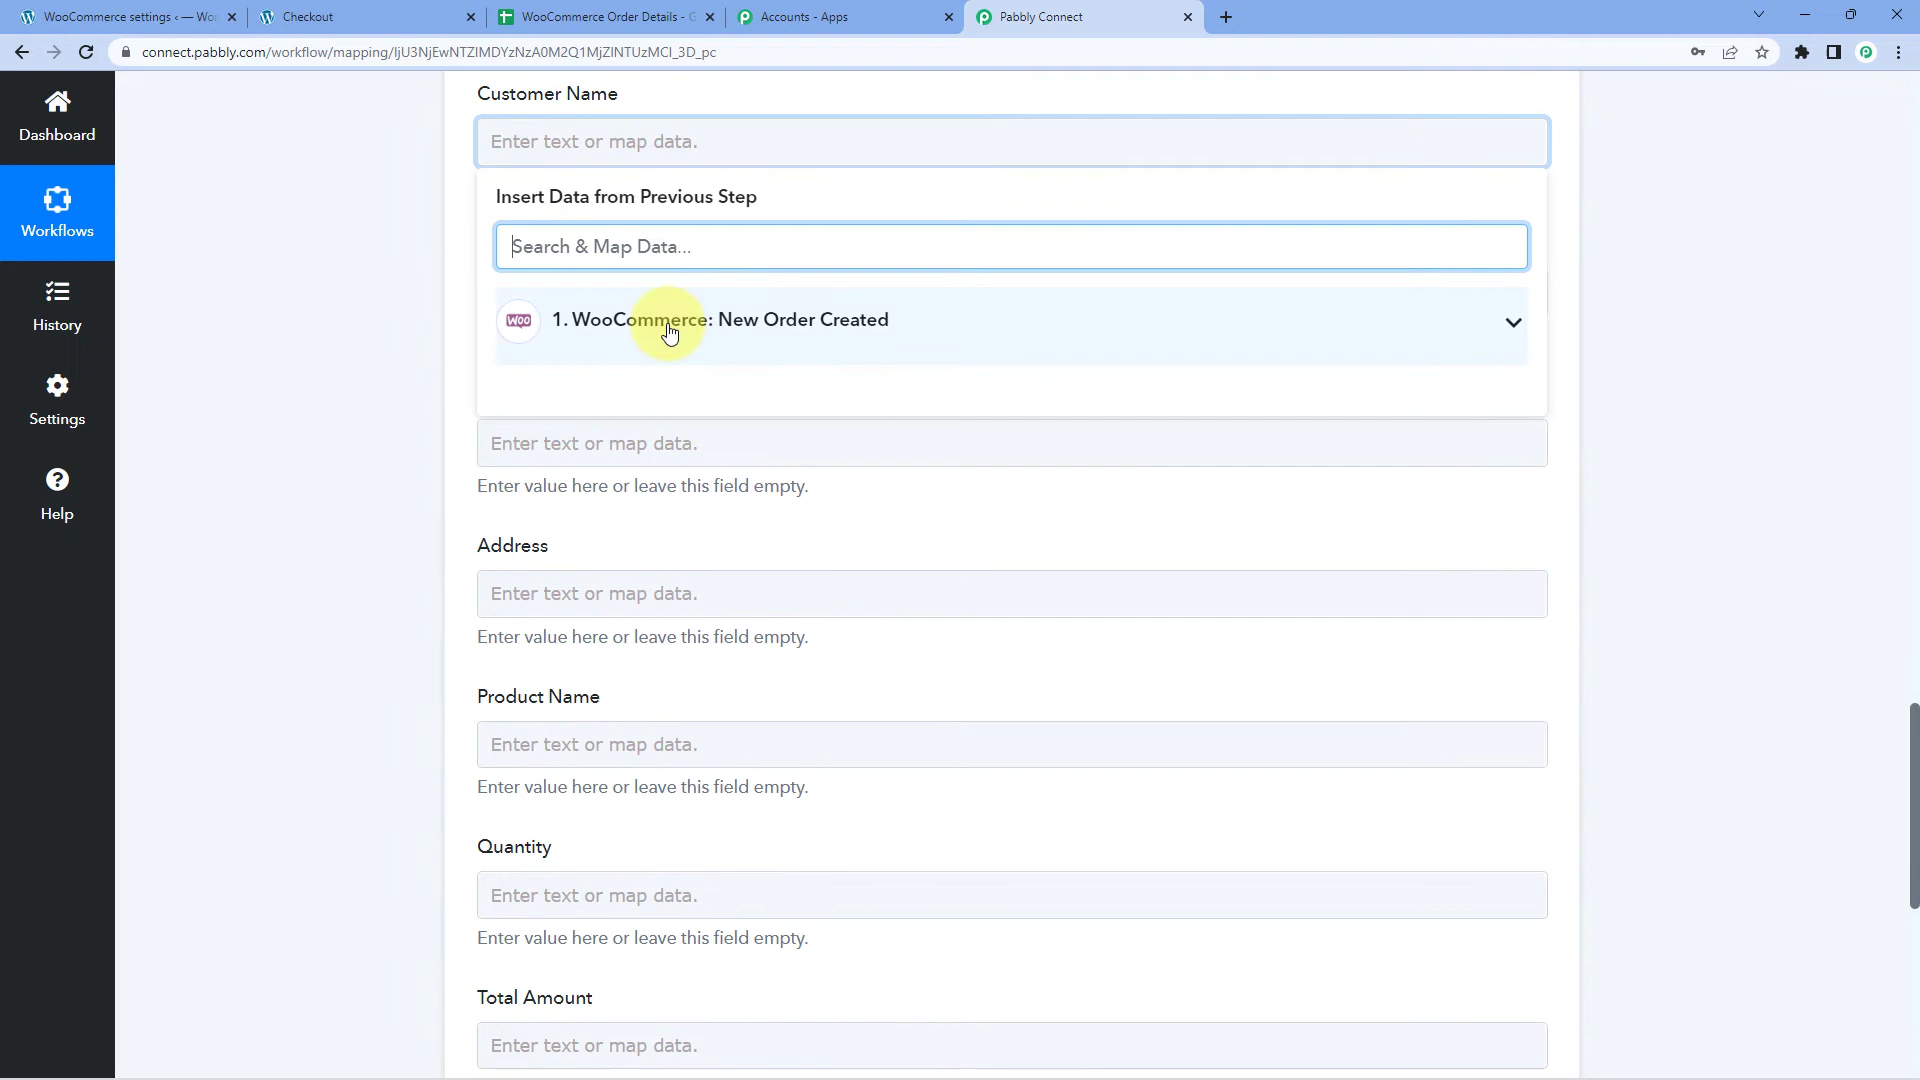 WooCommerce settings ‹ — Wor
Checkout
WooCommerce Order Details - G
Accounts - Apps
Pabbly Connect
connect.pabbly.com/workflow/mapping/IjU3NjEwNTZlMDYzNzA0M2Q1MjZlNTUzMCI_3D_pc
Dashboard
Workflows
History
Settings
Help
Customer Name
Enter text or map data.
Insert Data from Previous Step
Search & Map Data...
Woo
1. WooCommerce: New Order Created
Enter text or map data.
Enter value here or leave this field empty.
Address
Enter text or map data.
Enter value here or leave this field empty.
Product Name
Enter text or map data.
Enter value here or leave this field empty.
Quantity
Enter text or map data.
Enter value here or leave this field empty.
Total Amount
Enter text or map data.